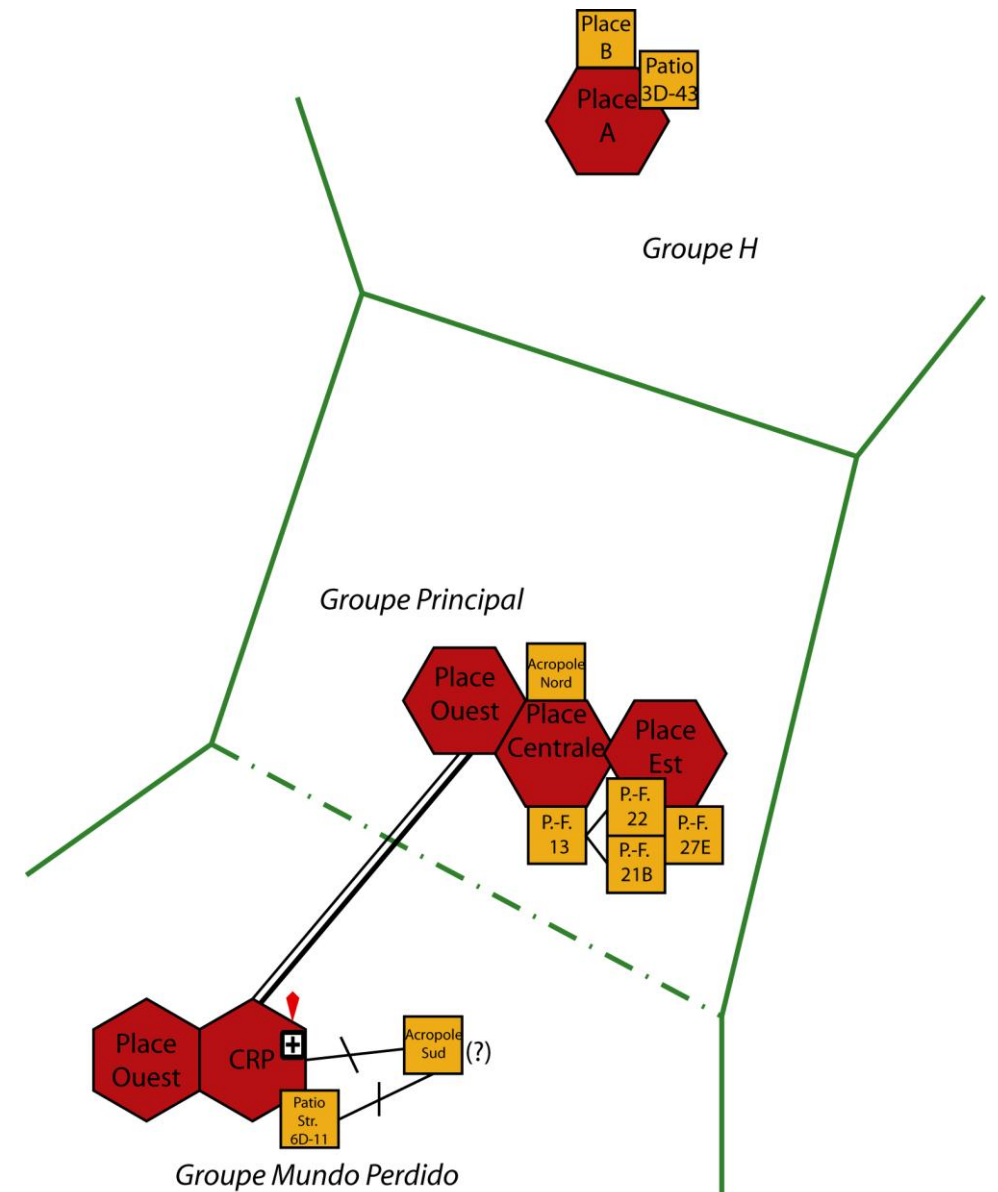 Place
B
Patio
3D-43
Place
A
Groupe H
Groupe Principal
Place
Ouest
Acropole
Nord
Place
Centrale
Place
Est
P.-F.
13
P.-F.
22
P.-F.
21B
P.-F.
27E
Place
Ouest
CRP
+
Acropole
Sud
(?)
Patio
Str.
6D-11
Groupe Mundo Perdido